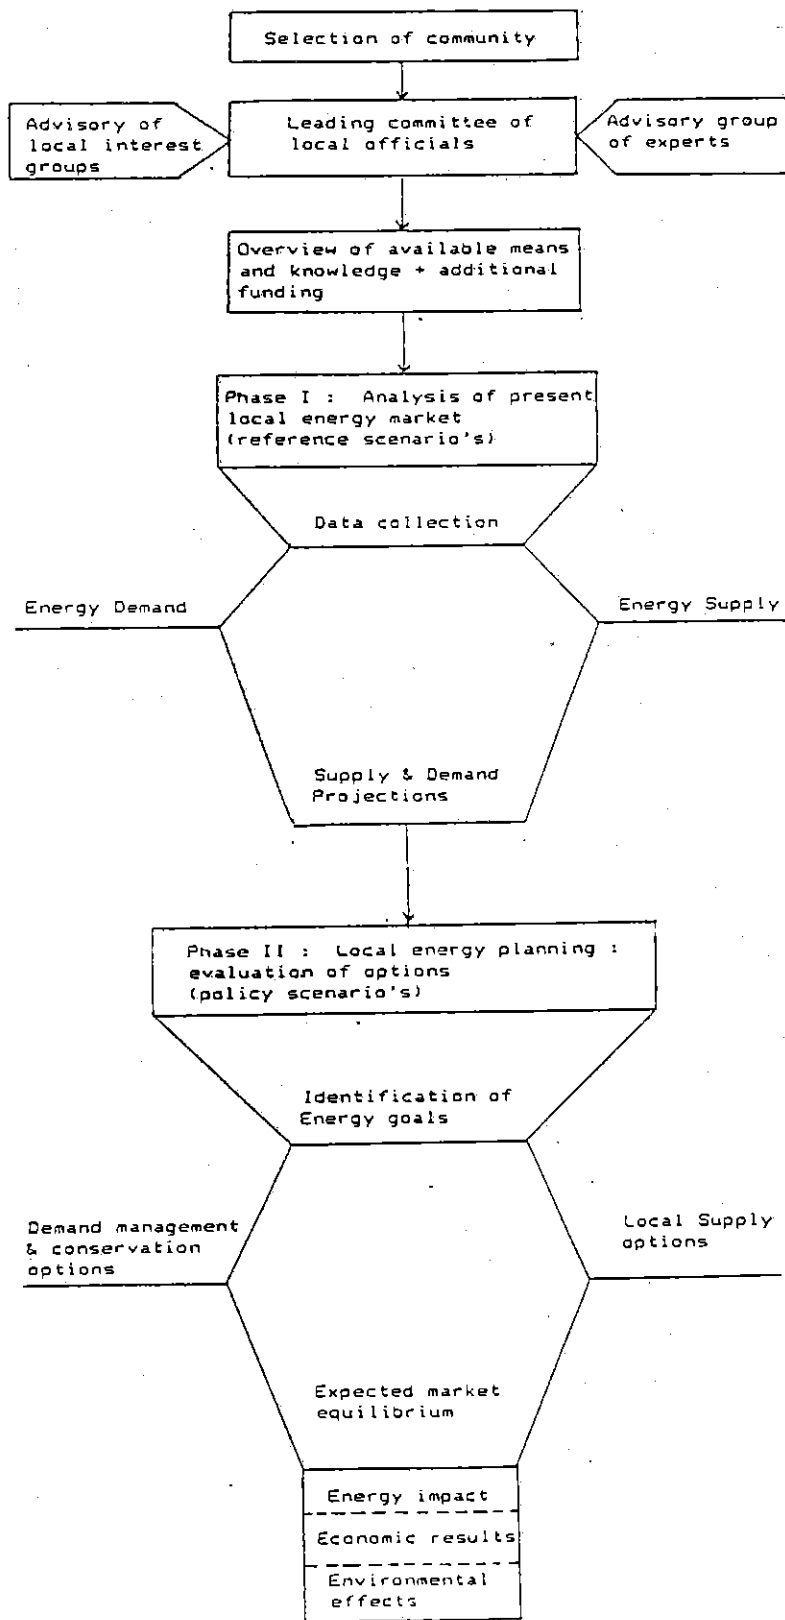 Selection of community
Advisory of
local interest
groups
Leading committee of
local officials
Advisory group
of experts
Overview of available means
and knowledge + additional
funding
Phase I : Analysis of present
local energy market
(reference scenario's)
Data collection
Energy Demand
Energy Supply
Supply & Demand
Projections
Phase II : Local energy planning :
evaluation of options
(policy scenario's)
Identification of
Energy goals
Demand management
& conservation
options
Local Supply
options
Expected market
equilibrium
Energy impact
Economic results
Environmental
effects